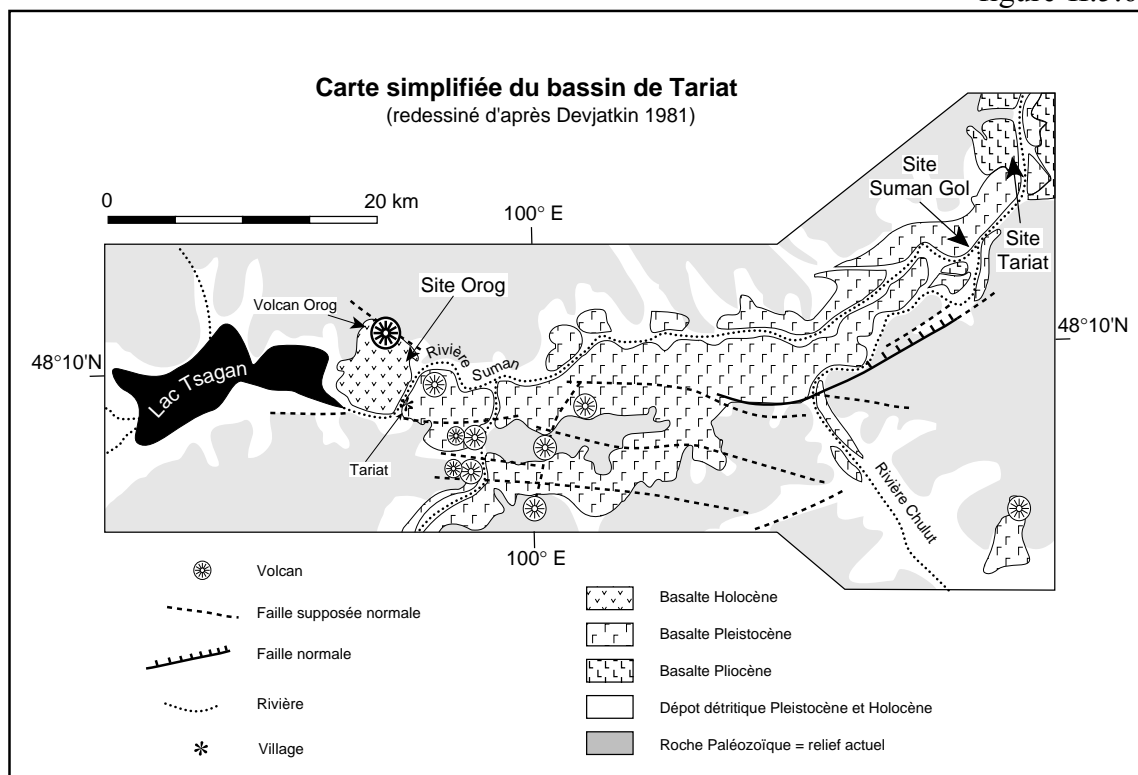 Carte simplifiée du bassin de Tariat
(redessiné d'après Devjatkin 1981)
0 20 km
100° E
Site
Suman Gol
Site
Tariat
Volcan Orog
Site Orog
48°10'N
48°10'N
Lac Tsagan
Rivière Suman
Tariat
Rivière Chulut
100° E
Volcan
Faille supposée normale
Faille normale
Rivière
Village
Basalte Holocène
Basalte Pleistocène
Basalte Pliocène
Dépot détritique Pleistocène et Holocène
Roche Paléozoïque = relief actuel